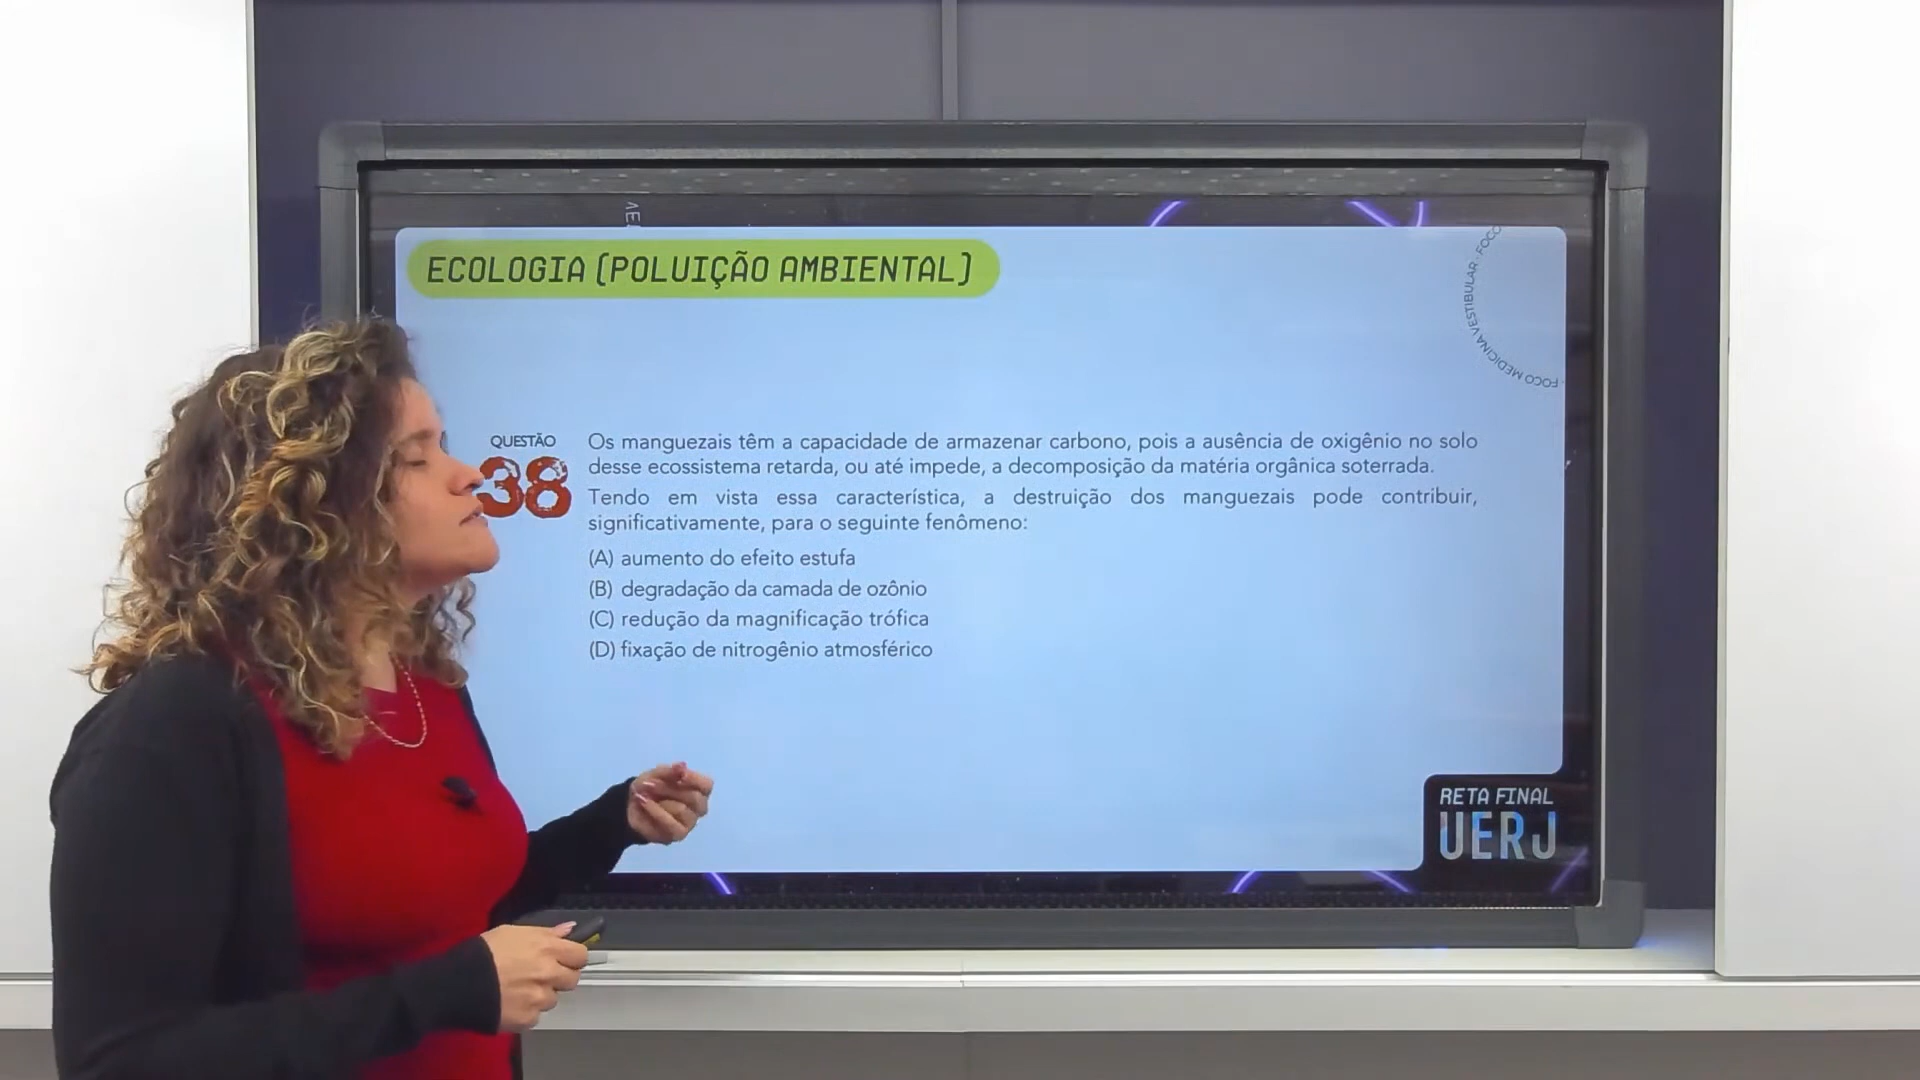 ECOLOGIA (POLUIÇÃO AMBIENTAL)
FOCO MEDICINA VESTIBULAR · FOCO
QUESTÃO
38
Os manguezais têm a capacidade de armazenar carbono, pois a ausência de oxigênio no solo
desse ecossistema retarda, ou até impede, a decomposição da matéria orgânica soterrada.
Tendo em vista essa característica, a destruição dos manguezais pode contribuir,
significativamente, para o seguinte fenômeno:
(A) aumento do efeito estufa
(B) degradação da camada de ozônio
(C) redução da magnificação trófica
(D) fixação de nitrogênio atmosférico
RETA FINAL
UERJ